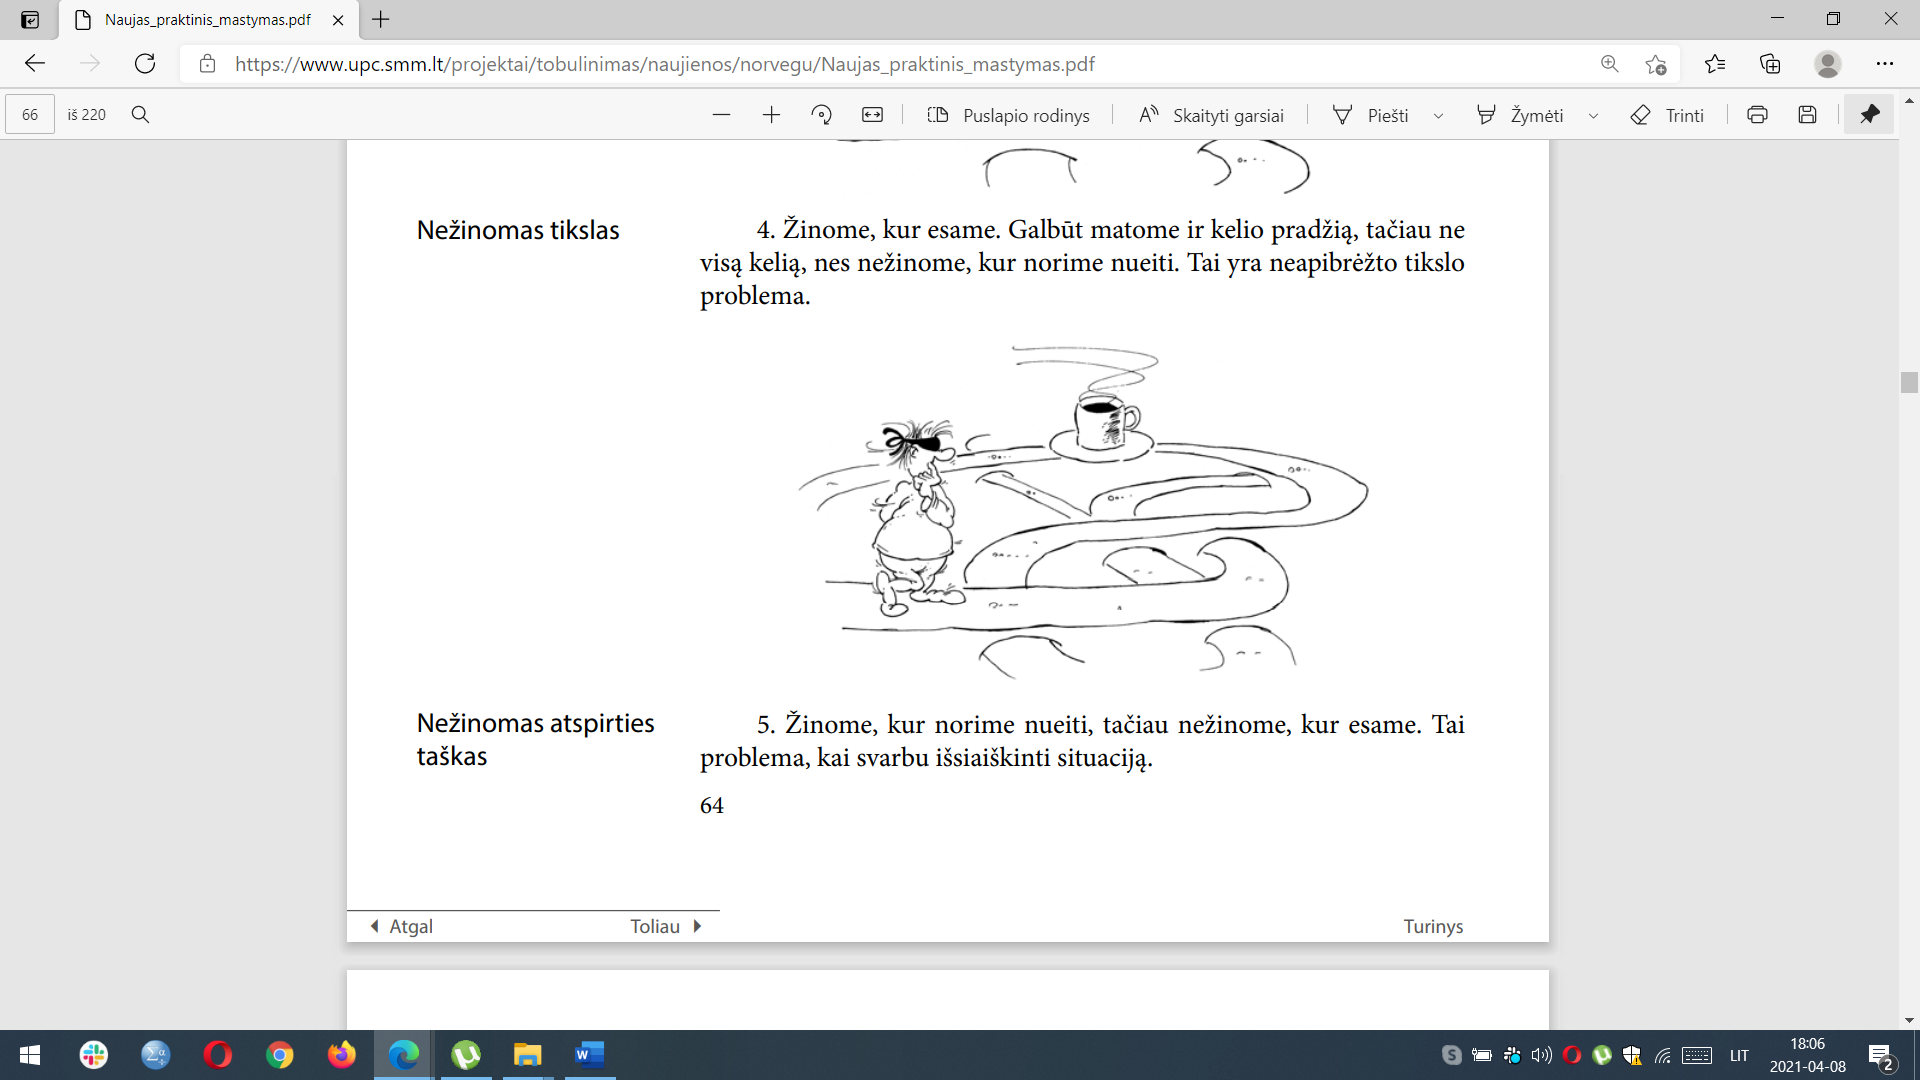 Naujas_praktinis_mastymas.pdf
https://www.upc.smm.lt/projektai/tobulinimas/naujienos/norvegu/Naujas_praktinis_mastymas.pdf
66 iš 220 Puslapio rodinys Skaityti garsiai Piešti Žymėti Trinti
Nežinomas tikslas
4. Žinome, kur esame. Galbūt matome ir kelio pradžią, tačiau ne
visą kelią, nes nežinome, kur norime nueiti. Tai yra neapibrėžto tikslo
problema.
Nežinomas atspirties
taškas
5. Žinome, kur norime nueiti, tačiau nežinome, kur esame. Tai
problema, kai svarbu išsiaiškinti situaciją.
64
Atgal Toliau Turinys
LIT
18:06
2021-04-08
2